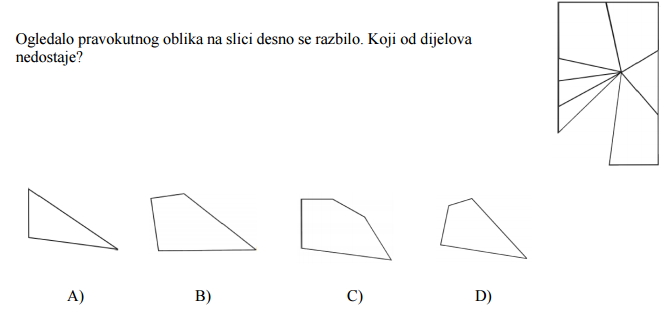 Ogledalo pravokutnog oblika na slici desno se razbilo. Koji od dijelova
nedostaje?
A) B) C) D)